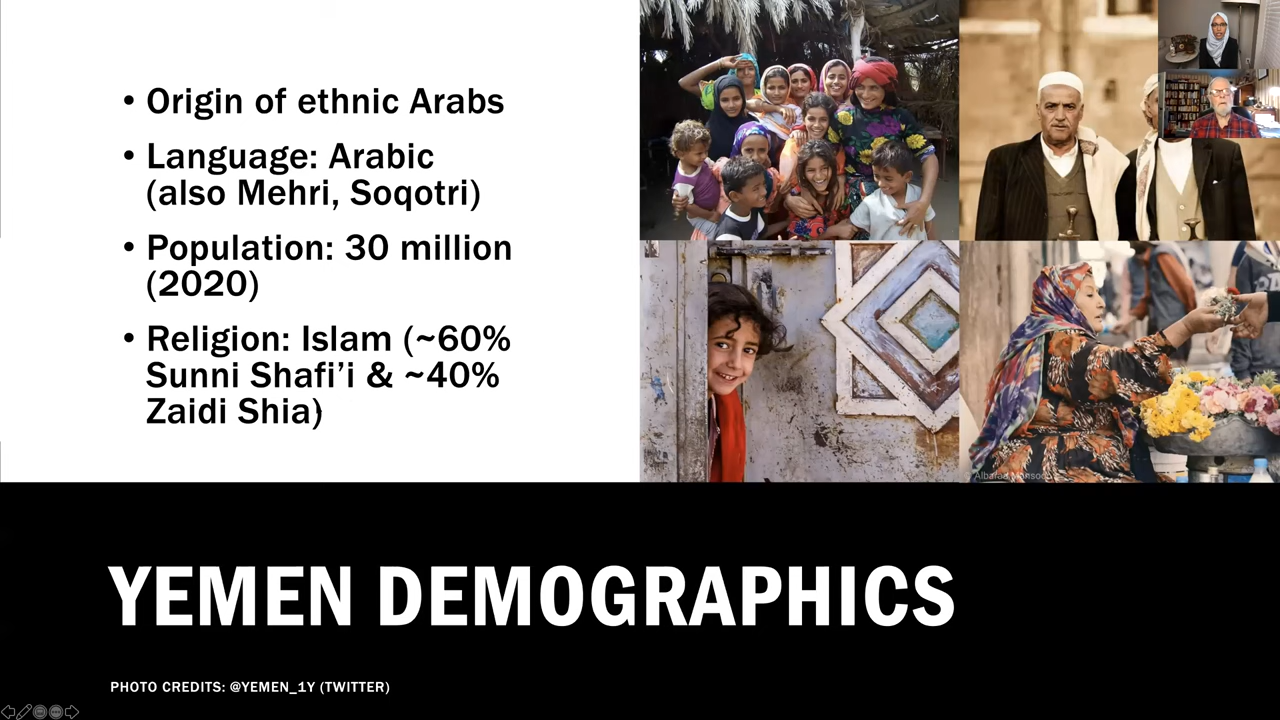 • Origin of ethnic Arabs
• Language: Arabic
(also Mehri, Soqotri)
• Population: 30 million
(2020)
• Religion: Islam (~60%
Sunni Shafi’i & ~40%
Zaidi Shia)
YEMEN DEMOGRAPHICS
PHOTO CREDITS: @YEMEN_1Y (TWITTER)